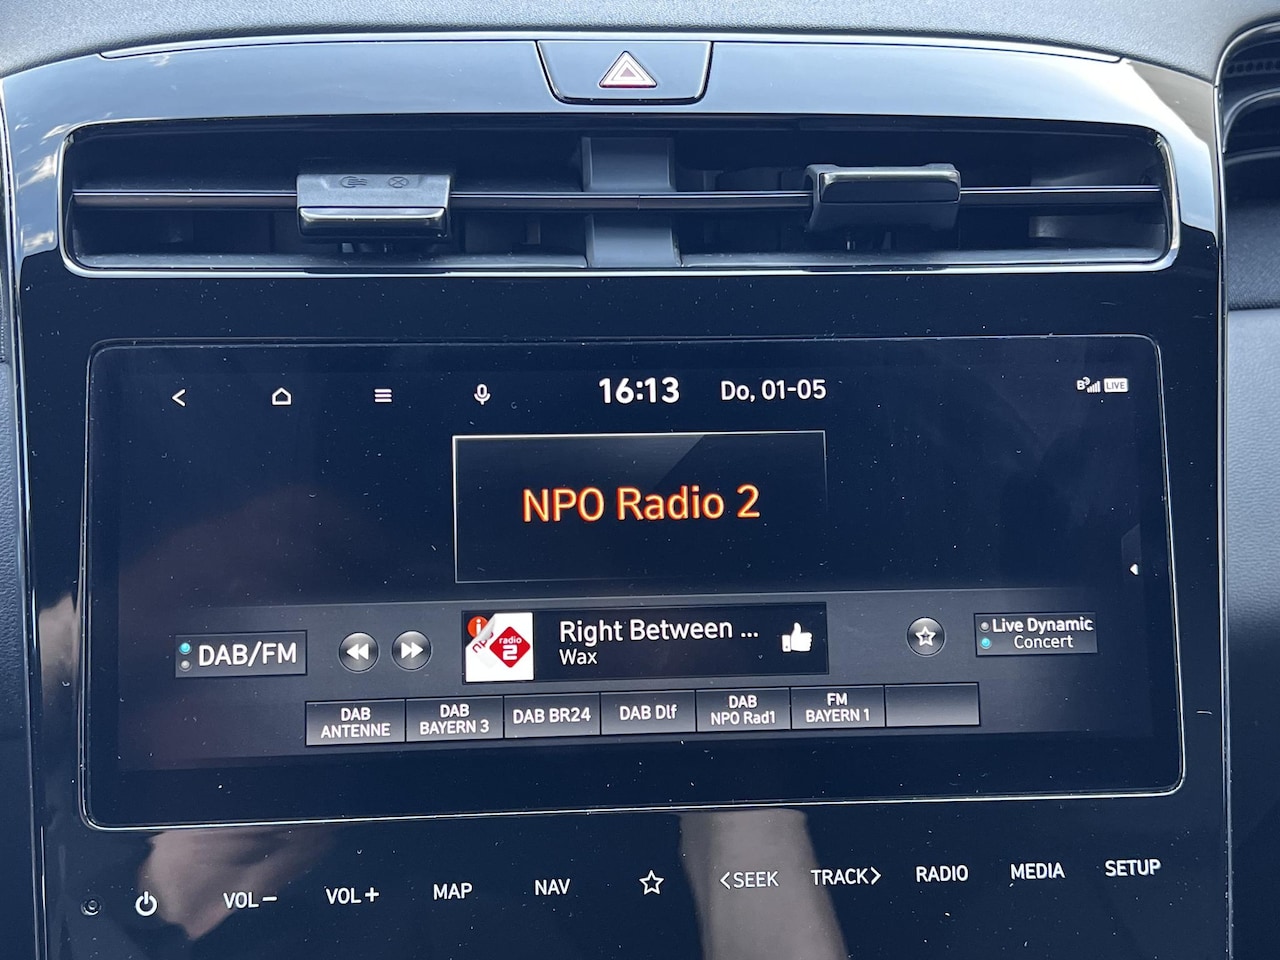 16:13 Do, 01-05 LIVE
NPO Radio 2
DAB/FM
radio
2
Right Between ...
Wax
Live Dynamic
Concert
DAB
ANTENNE
DAB
BAYERN 3
DAB BR24
DAB Dlf
DAB
NPO Rad1
FM
BAYERN 1
VOL− VOL+ MAP NAV <SEEK TRACK> RADIO MEDIA SETUP